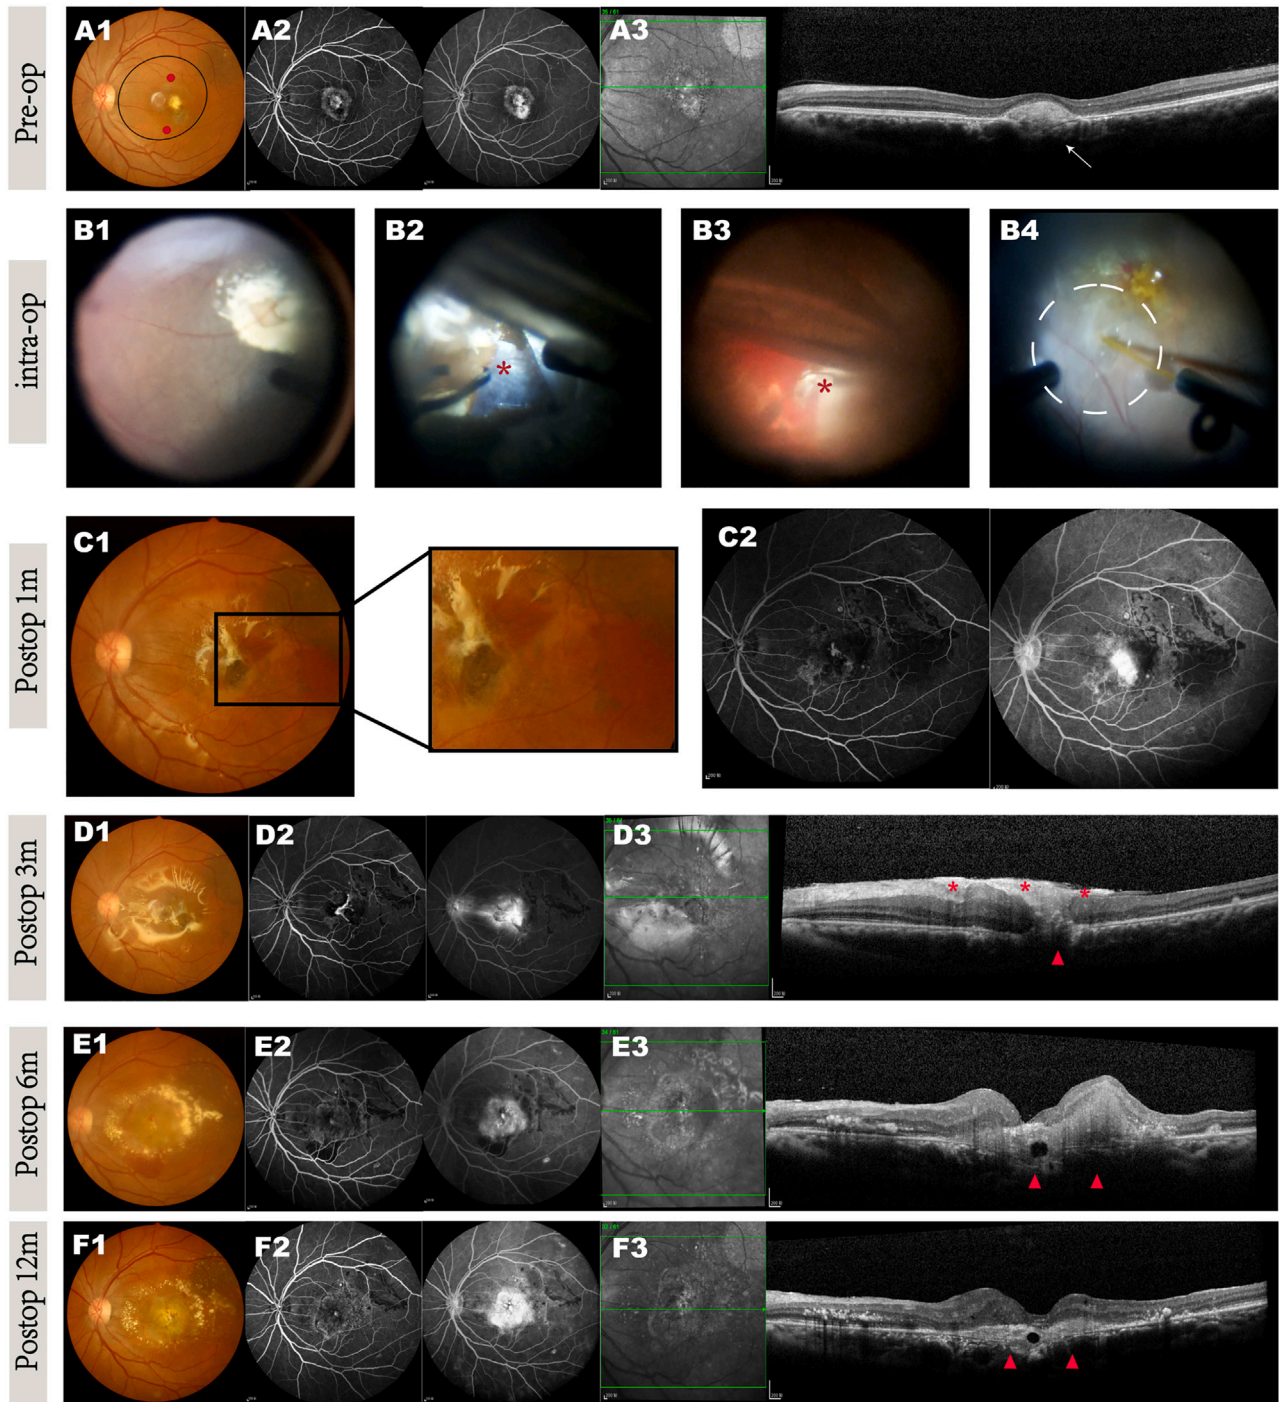 Pre-op
A1
A2
A3
intra-op
B1
B2
B3
B4
Postop 1m
C1
C2
Postop 3m
D1
D2
D3
Postop 6m
E1
E2
E3
Postop 12m
F1
F2
F3